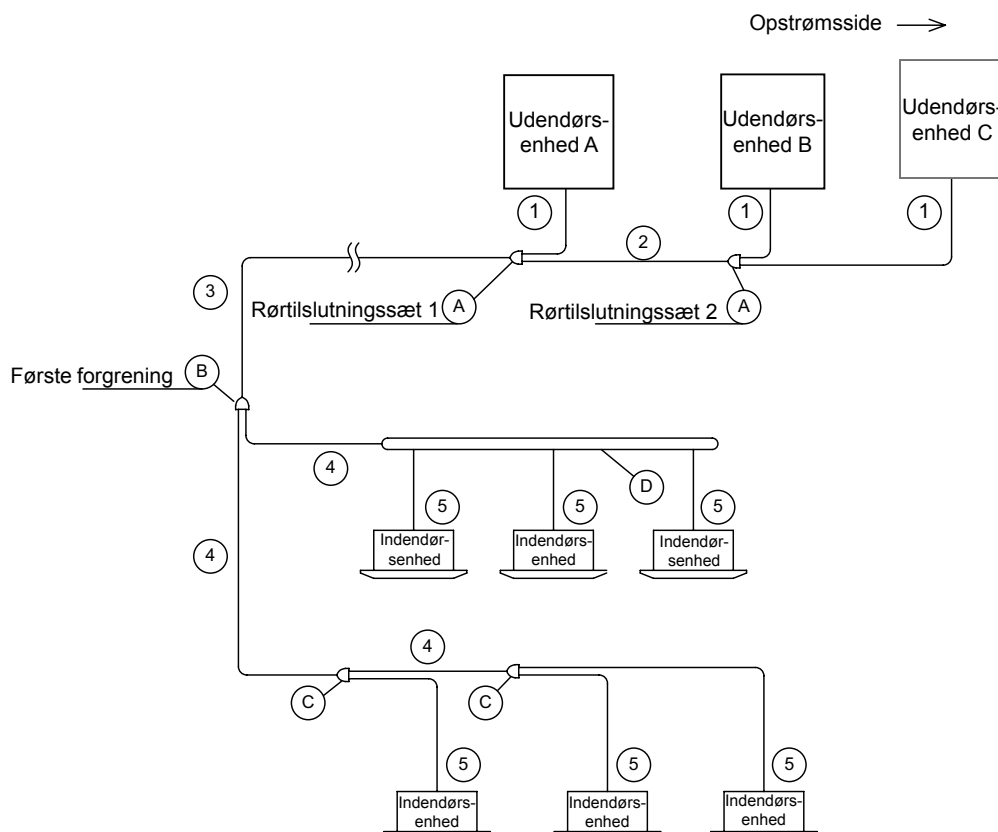 Opstrømsside
Udendørs-
enhed A
Udendørs-
enhed B
Udendørs-
enhed C
1
1
1
2
3
Rørtilslutningssæt 1
A
Rørtilslutningssæt 2
A
Første forgrening
B
4
D
5
5
5
Indendør-
senhed
Indendørs-
enhed
Indendør-
senhed
4
4
C
C
5
5
5
Indendørs-
enhed
Indendørs-
enhed
Indendørs-
enhed